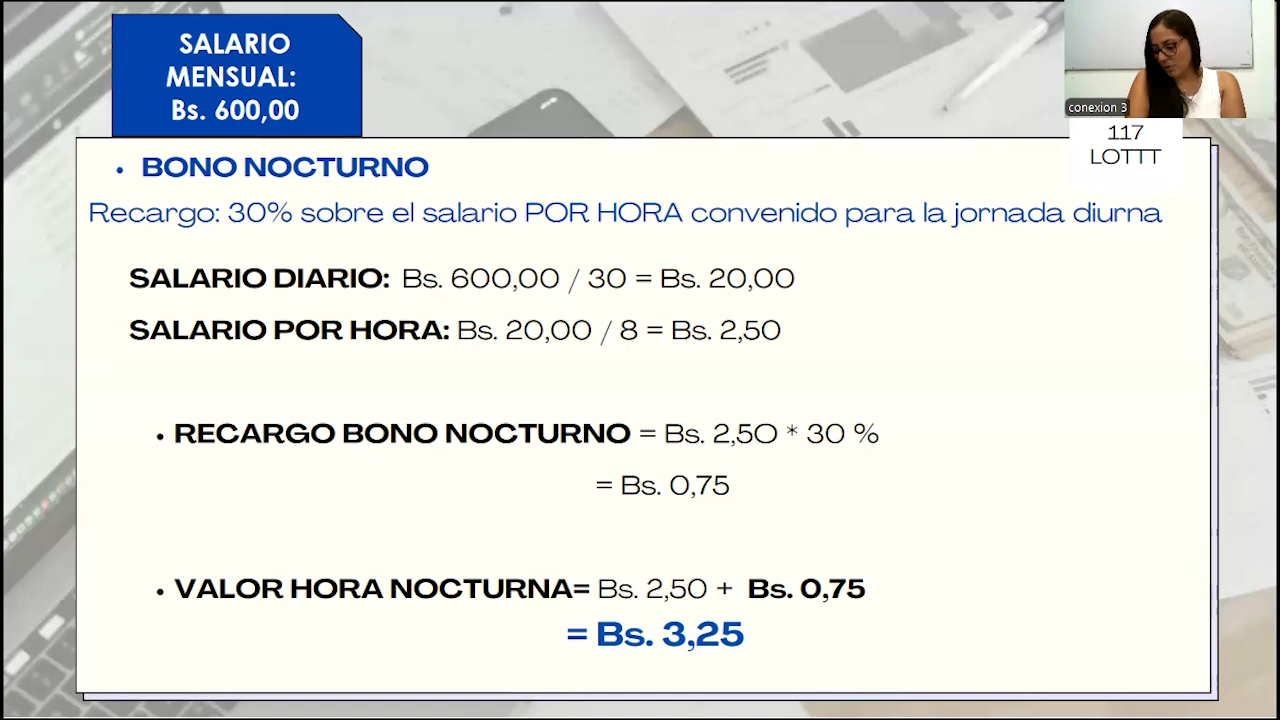 SALARIO
MENSUAL:
Bs. 600,00
conexion 3
117
LOTTT
• BONO NOCTURNO
Recargo: 30% sobre el salario POR HORA convenido para la jornada diurna
SALARIO DIARIO: Bs. 600,00 / 30 = Bs. 20,00
SALARIO POR HORA: Bs. 20,00 / 8 = Bs. 2,50
• RECARGO BONO NOCTURNO = Bs. 2,50 * 30 %
= Bs. 0,75
• VALOR HORA NOCTURNA= Bs. 2,50 + Bs. 0,75
= Bs. 3,25